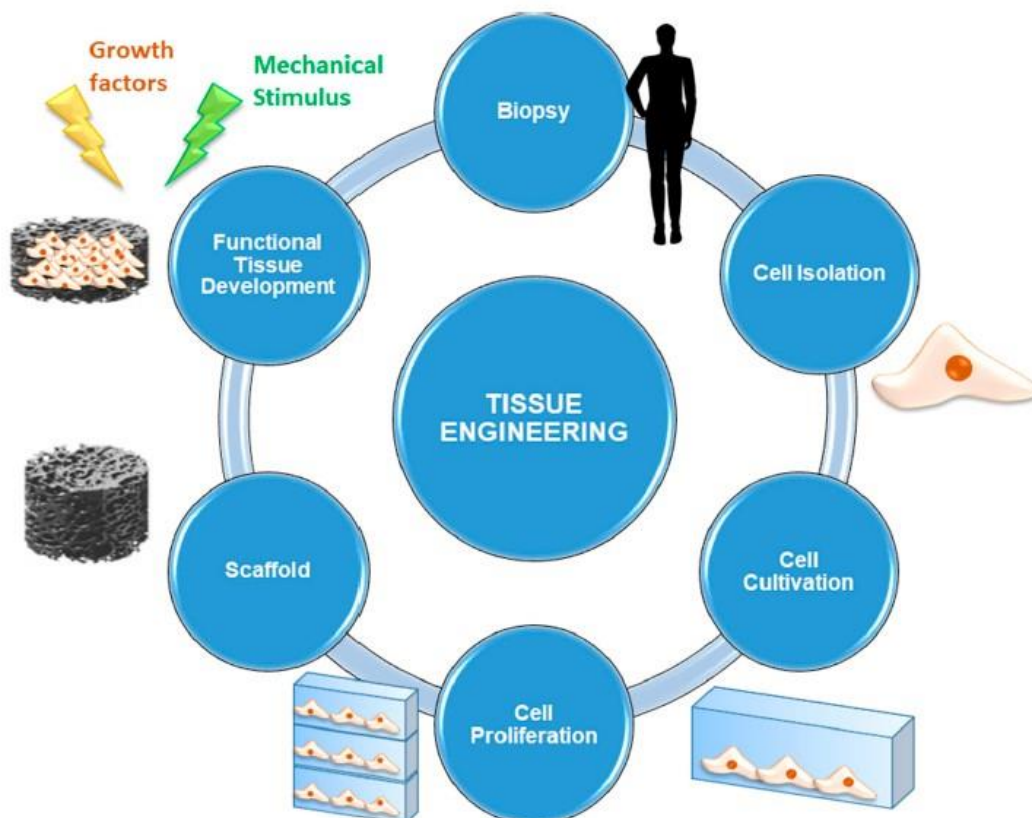 Growth
factors
Mechanical
Stimulus
Biopsy
Cell Isolation
Cell
Cultivation
Cell
Proliferation
Scaffold
Functional
Tissue
Development
TISSUE
ENGINEERING